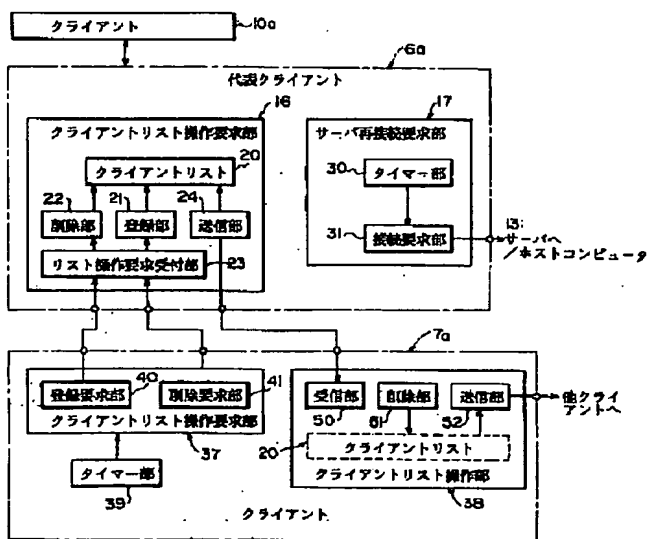 クライアント
10a
6a
代表クライアント
16
クライアントリスト操作要求部
20
クライアントリスト
22
21
24
削除部
登録部
送信部
リスト操作要求受付部
23
17
サーバ再接続要求部
30
タイマー部
31
接続要求部
13:
サーバへ
/ホストコンピュータ
7a
登録要求部
40
削除要求部
41
クライアントリスト操作要求部
37
タイマー部
39
受信部
50
削除部
51
送信部
52
他クライ
アントへ
20
クライアントリスト
クライアントリスト操作部
38
クライアント